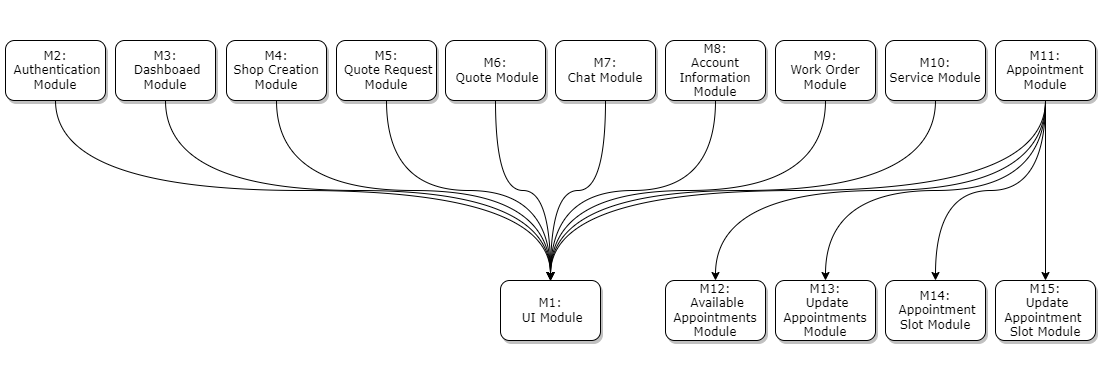 M2:
Authentication
Module
M3:
Dashboaed
Module
M4:
Shop Creation
Module
M5:
Quote Request
Module
M6:
Quote Module
M7:
Chat Module
M8:
Account
Information
Module
M9:
Work Order
Module
M10:
Service Module
M11:
Appointment
Module
M1:
UI Module
M12:
Available
Appointments
Module
M13:
Update
Appointments
Module
M14:
Appointment
Slot Module
M15:
Update
Appointment
Slot Module